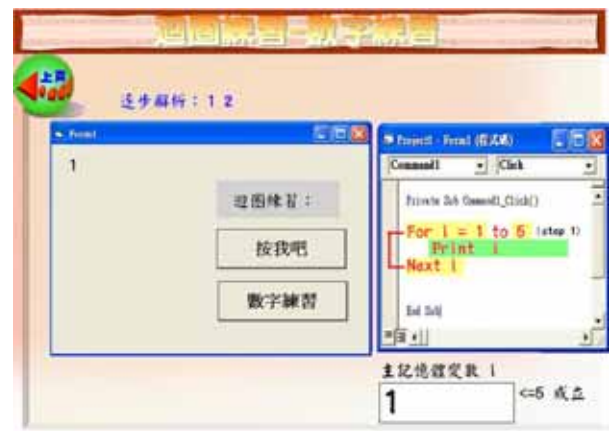 迴圈練習-數字練習
上頁
逐步解析：1 2
Form1
1
迴圈練習：
按我吧
數字練習
Project1 - Form1 (程式碼)
Command1
Click
Private Sub Command1_Click()
For i = 1 to 5 (step 1)
Print i
Next i
End Sub
主記憶體變數 i
1
<=5 成立